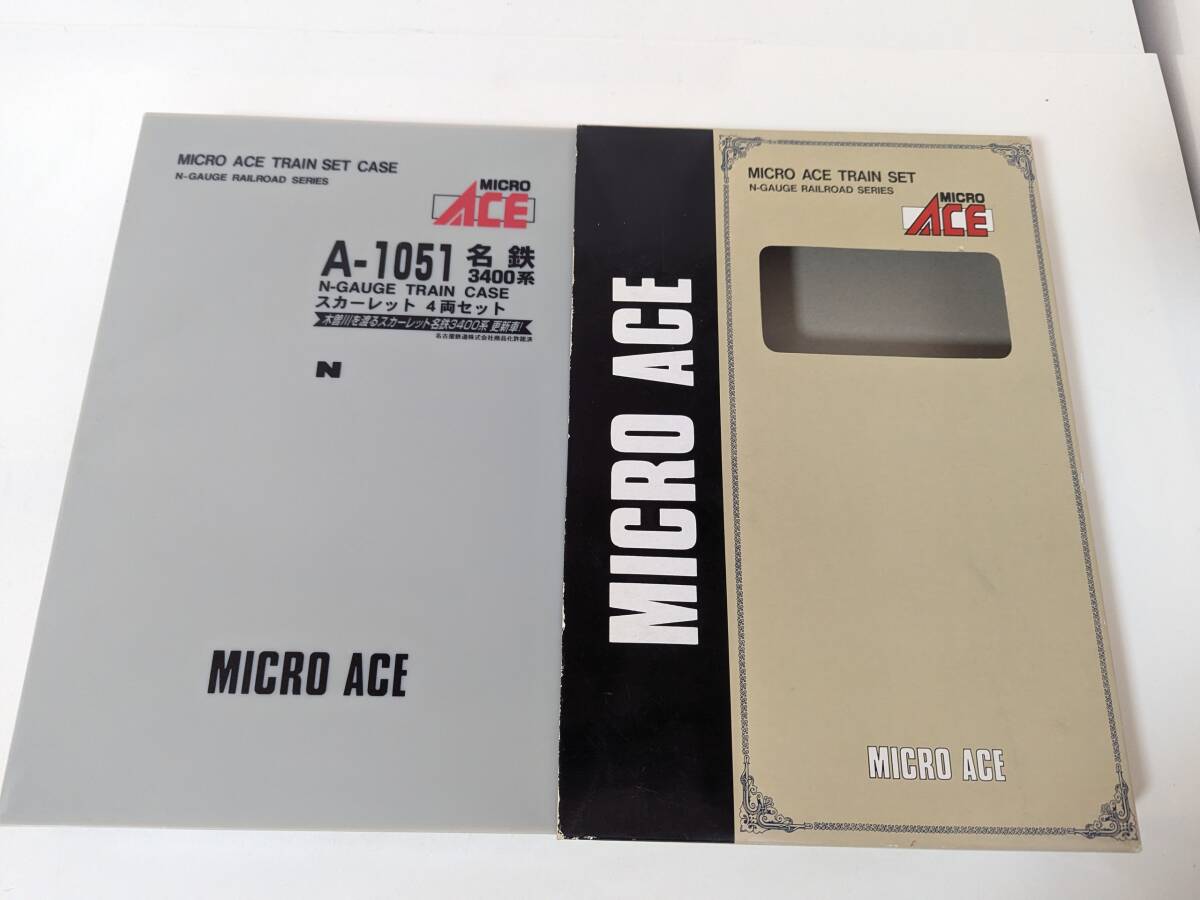 MICRO ACE TRAIN SET CASE
N-GAUGE RAILROAD SERIES
MICRO
ACE
A-1051 名鉄
3400系
N-GAUGE TRAIN CASE
スカーレット 4両セット
木曽川を渡るスカーレット名鉄3400系 更新車!
名古屋鉄道株式会社商品化許諾済
N
MICRO ACE
MICRO ACE
MICRO ACE TRAIN SET
N-GAUGE RAILROAD SERIES
MICRO
ACE
MICRO ACE